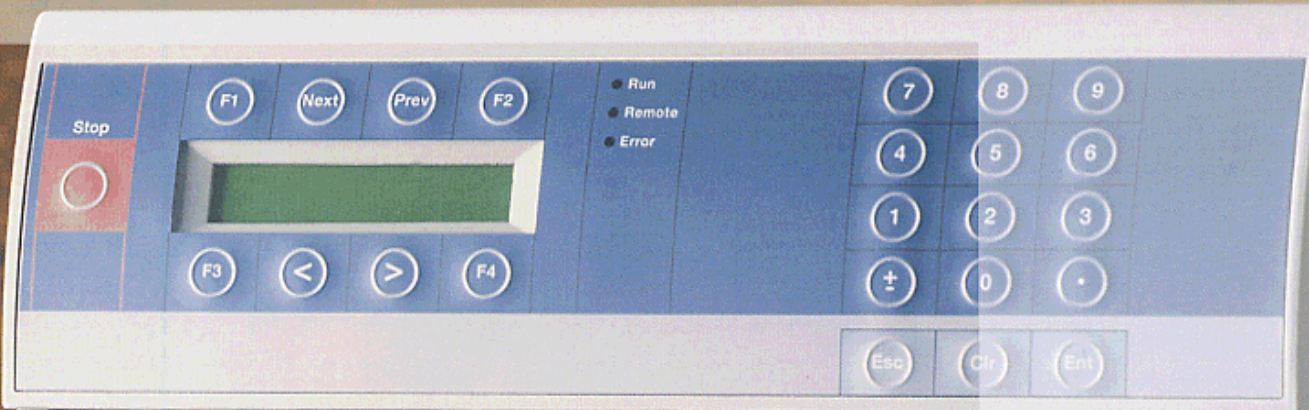 Stop
F1 Next Prev F2
F3 < > F4
Run
Remote
Error
7 8 9
4 5 6
1 2 3
± 0 .
Esc Clr Ent